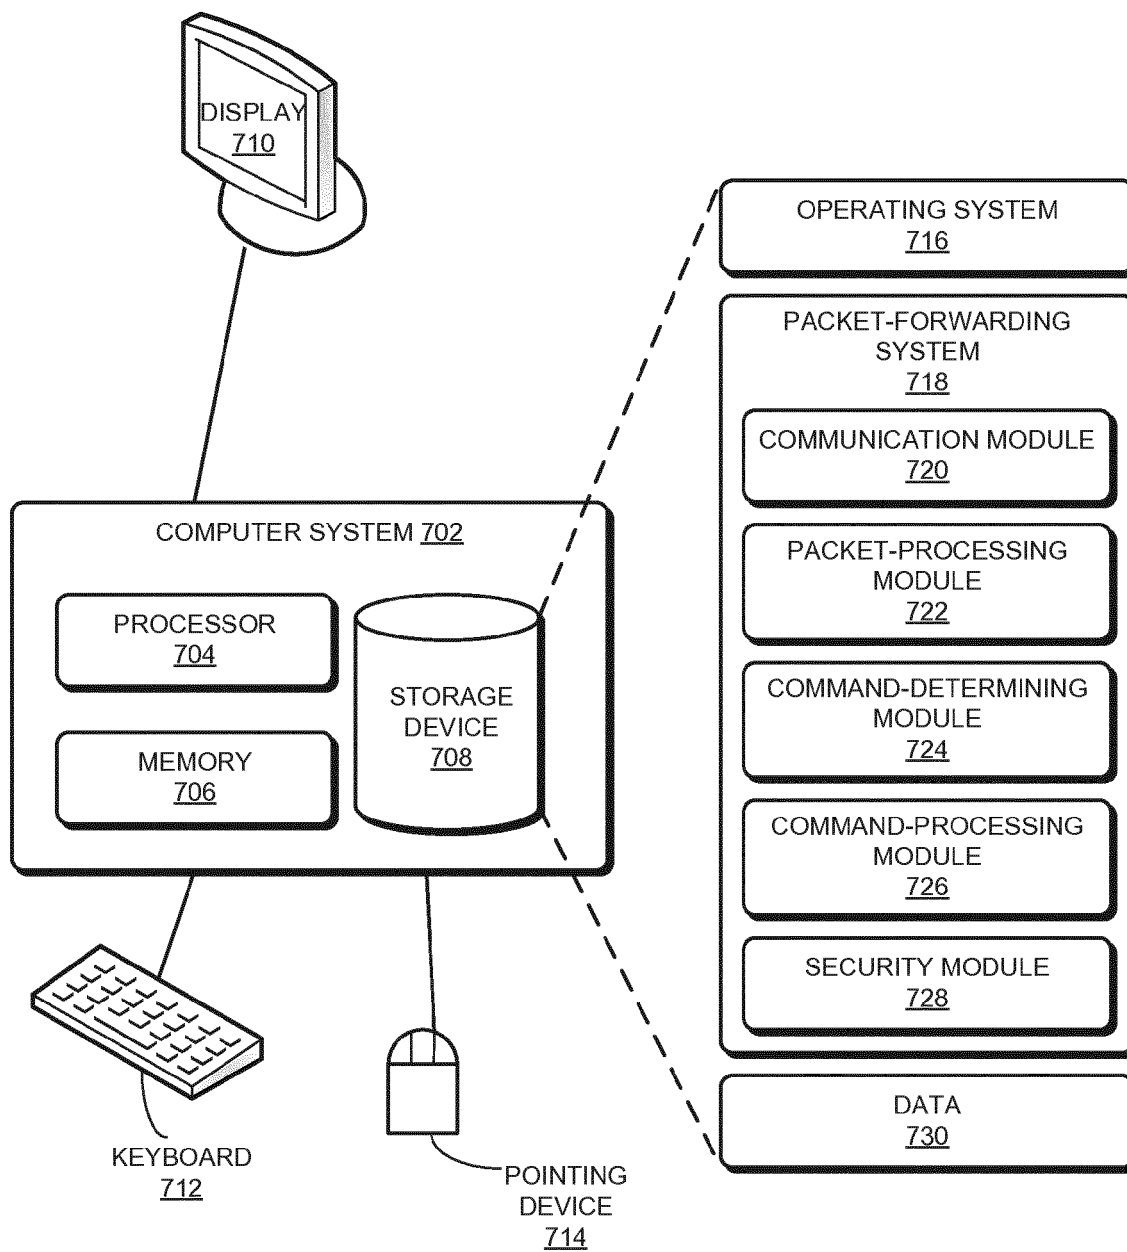 DISPLAY
710
COMPUTER SYSTEM 702
PROCESSOR
704
MEMORY
706
STORAGE
DEVICE
708
KEYBOARD
712
POINTING
DEVICE
714
OPERATING SYSTEM
716
PACKET-FORWARDING
SYSTEM
718
COMMUNICATION MODULE
720
PACKET-PROCESSING
MODULE
722
COMMAND-DETERMINING
MODULE
724
COMMAND-PROCESSING
MODULE
726
SECURITY MODULE
728
DATA
730